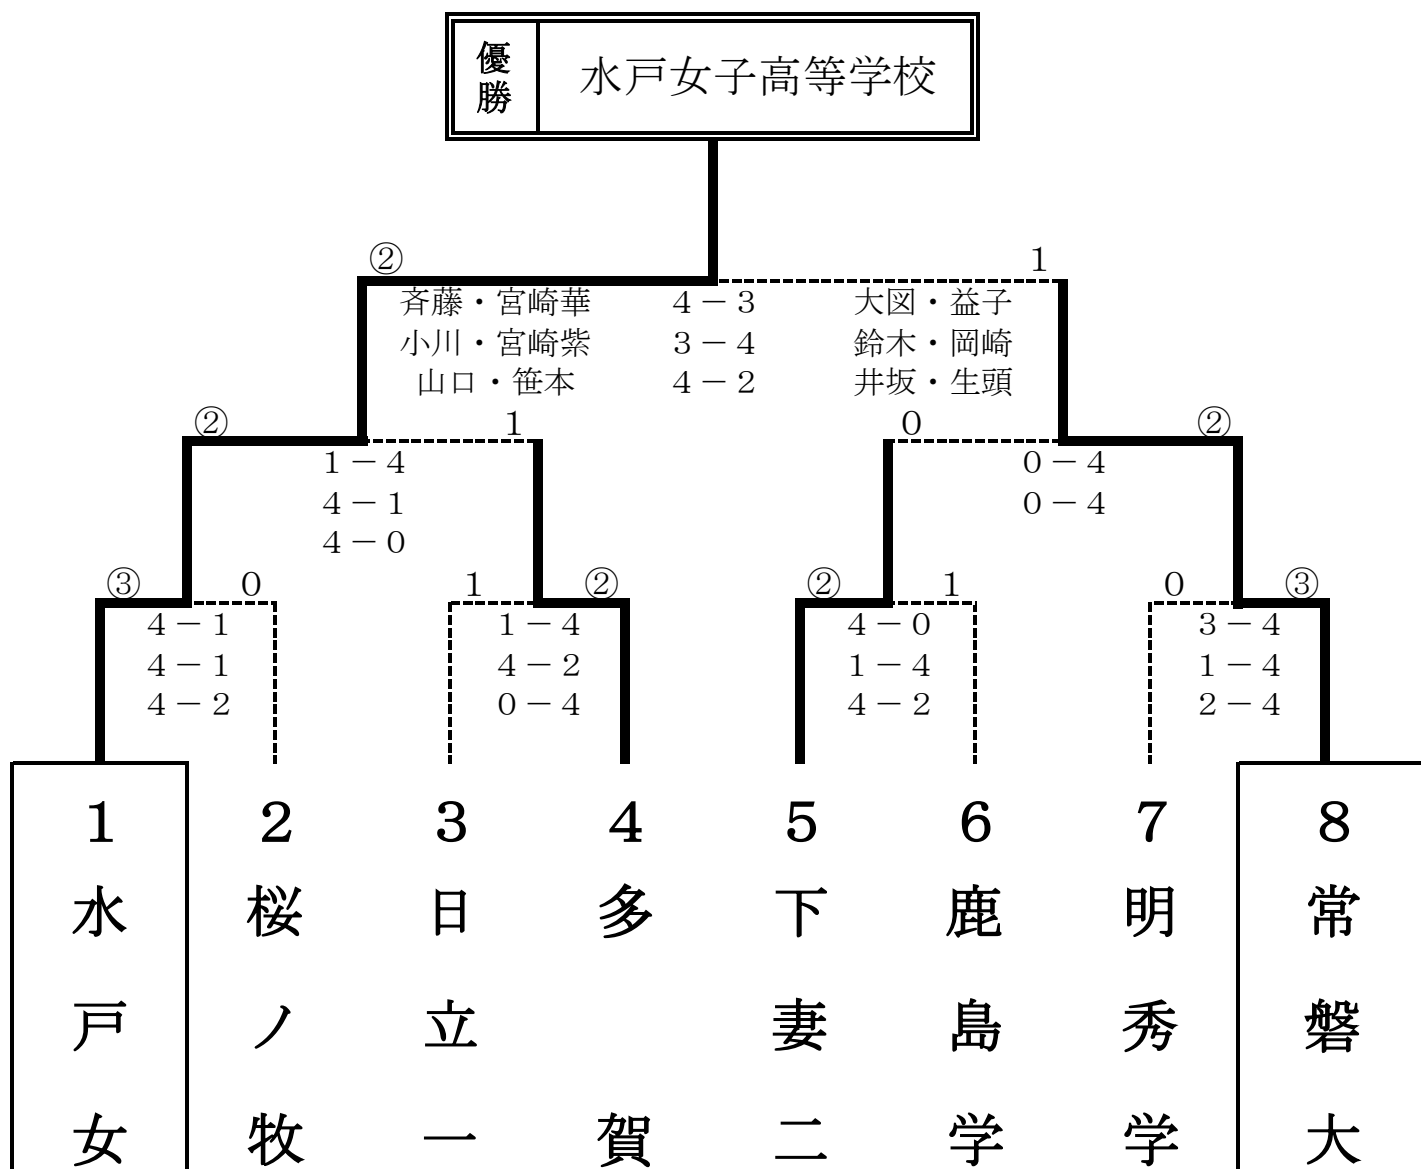 優勝
水戸女子高等学校
② 1
斉藤・宮崎華 4－3 大図・益子
小川・宮崎紫 3－4 鈴木・岡崎
山口・笹本 4－2 井坂・生頭
② 1 0 ②
1－4 0－4
4－1 0－4
4－0
③ 0 1 ② ② 1 0 ③
4－1 1－4 4－0 3－4
4－1 4－2 1－4 1－4
4－2 0－4 4－2 2－4
1 2 3 4 5 6 7 8
水戸女
桜ノ牧
日立一
多賀
下妻二
鹿島学
明秀学
常磐大